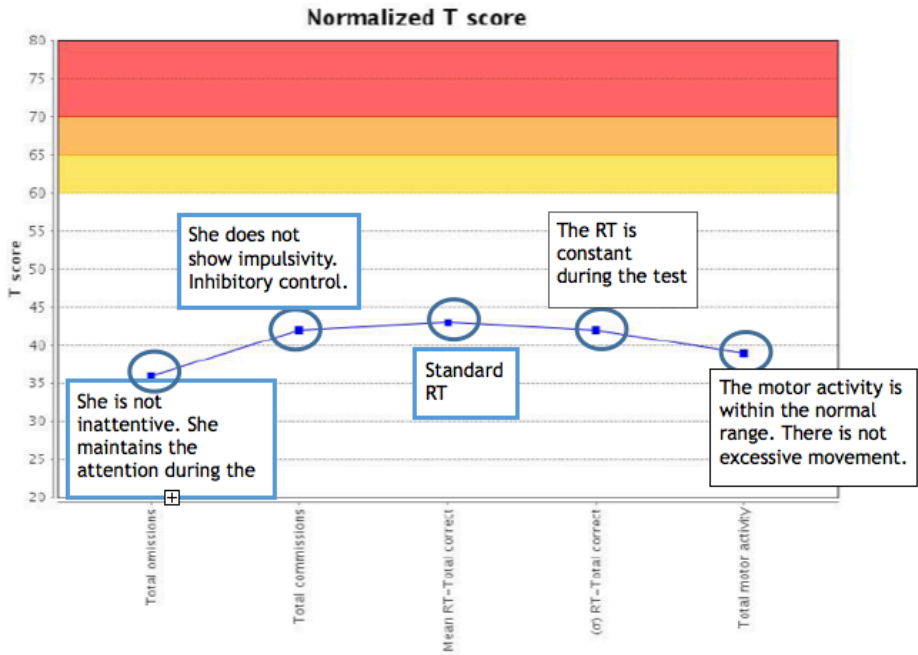 Normalized T score
80
75
70
65
60
55
50
45
40
35
30
25
20
T score
She does not
show impulsivity.
Inhibitory control.
The RT is
constant
during the test
Standard
RT
She is not
inattentive. She
maintains the
attention during the
The motor activity is
within the normal
range. There is not
excessive movement.
Total omissions
Total commissions
Mean RT-Total correct
(σ) RT-Total correct
Total motor activity